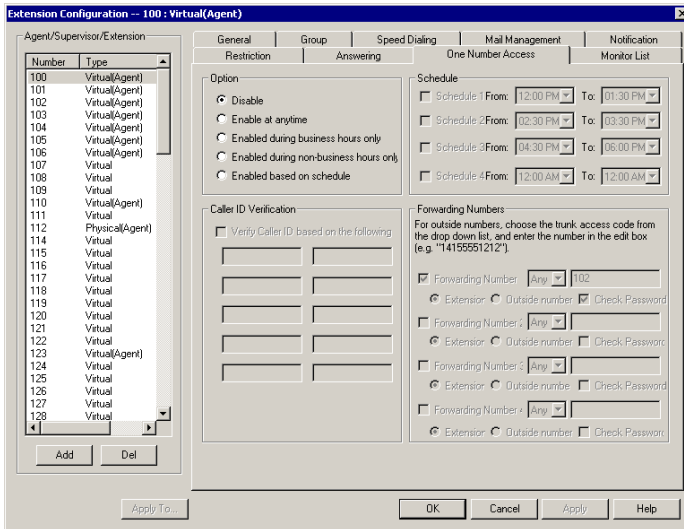 Extension Configuration -- 100 : Virtual(Agent)
Agent/Supervisor/Extension
Number Type
100 Virtual(Agent)
101 Virtual(Agent)
102 Virtual(Agent)
103 Virtual(Agent)
104 Virtual(Agent)
105 Virtual(Agent)
106 Virtual(Agent)
107 Virtual
108 Virtual
109 Virtual
110 Virtual(Agent)
111 Virtual
112 Physical(Agent)
114 Virtual
115 Virtual
116 Virtual
117 Virtual
118 Virtual
119 Virtual
120 Virtual
121 Virtual
122 Virtual
123 Virtual(Agent)
124 Virtual
125 Virtual
126 Virtual
127 Virtual
128 Virtual
Add Del
Apply To...
General Group Speed Dialing Mail Management Notification
Restriction Answering One Number Access Monitor List
Option
Disable
Enable at anytime
Enabled during business hours only
Enabled during non-business hours only
Enabled based on schedule
Schedule
Schedule 1 From: 12:00 PM To: 01:30 PM
Schedule 2 From: 02:30 PM To: 03:30 PM
Schedule 3 From: 04:30 PM To: 06:00 PM
Schedule 4 From: 12:00 AM To: 12:00 AM
Caller ID Verification
Verify Caller ID based on the following
Forwarding Numbers
For outside numbers, choose the trunk access code from
the drop down list, and enter the number in the edit box
(e.g. "14155551212").
Forwarding Number Any 102
Extension Outside number Check Password
Forwarding Number 2 Any
Extension Outside number Check Password
Forwarding Number 3 Any
Extension Outside numbe Check Password
Forwarding Number 4 Any
Extension Outside number Check Password
OK Cancel Apply Help